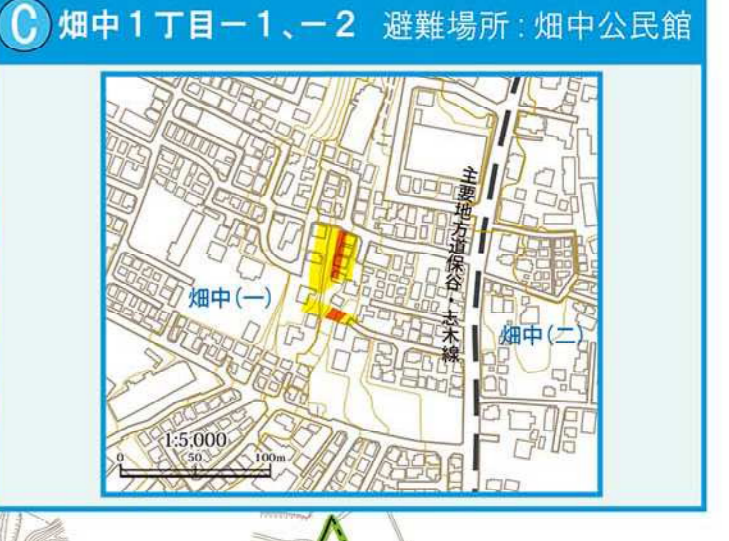 C 畑中1丁目-1、-2 避難場所:畑中公民館
主要地方道保谷・志木線
畑中(一)
畑中(二)
1:5,000
0 50 100m